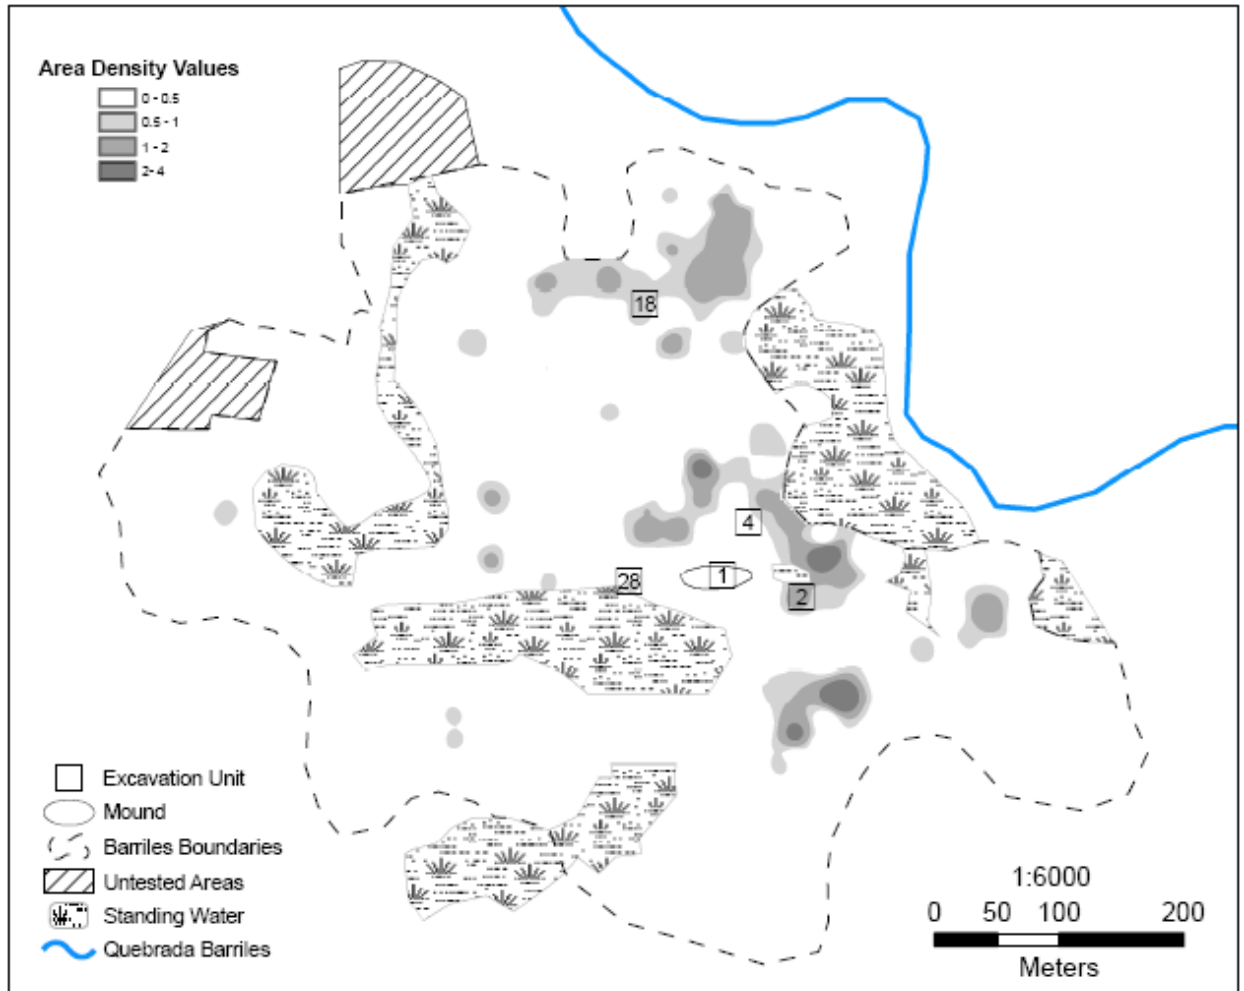 Area Density Values
0 - 0.5
0.5 - 1
1 - 2
2- 4
18
4
1
28
2
Excavation Unit
Mound
Barriles Boundaries
Untested Areas
Standing Water
Quebrada Barriles
1:6000
0 50 100 200
Meters